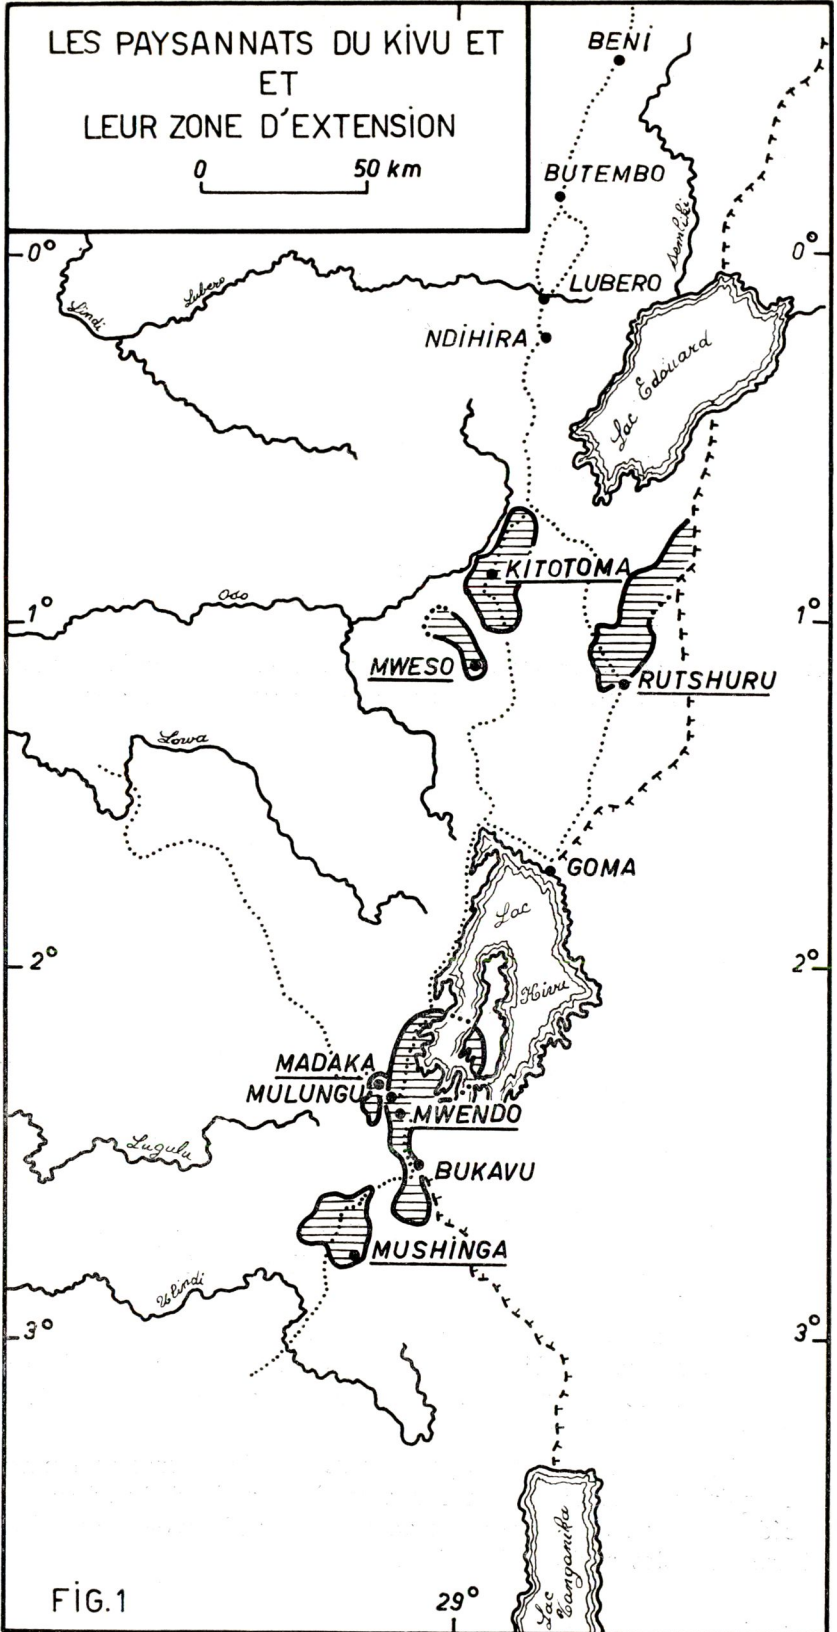 LES PAYSANNATS DU KIVU ET
ET
LEUR ZONE D'EXTENSION
0 50 km
BENI
BUTEMBO
Semliki
0° 0°
Lubero
LUBERO
Lindi
NDIHIRA
Lac Edouard
KITOTOMA
Oso
1° 1°
MWESO
RUTSHURU
Lowa
GOMA
Lac
2° 2°
Kivu
MADAKA
MULUNGU
MWENDO
Lugulu
BUKAVU
MUSHINGA
Ulindi
3° 3°
Lac
Tanganika
FIG.1
29°